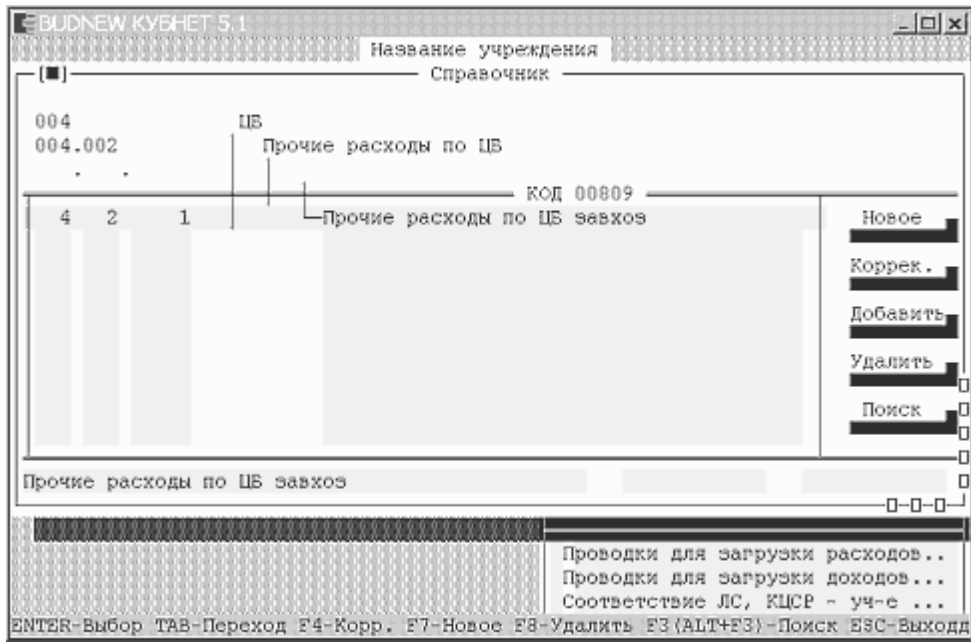 BUDNEW КУБНЕТ 5.1
Название учреждения
Справочник
004 ЦБ
004.002 Прочие расходы по ЦБ
. .
КОД 00809
4 2 1 Прочие расходы по ЦБ завхоз
Новое
Коррек.
Добавить
Удалить
Поиск
Прочие расходы по ЦБ завхоз
Проводки для загрузки расходов..
Проводки для загрузки доходов...
Соответствие ЛС, КЦСР - уч-е ...
ENTER-Выбор TAB-Переход F4-Корр. F7-Новое F8-Удалить F3(ALT+F3)-Поиск ESC-Выход